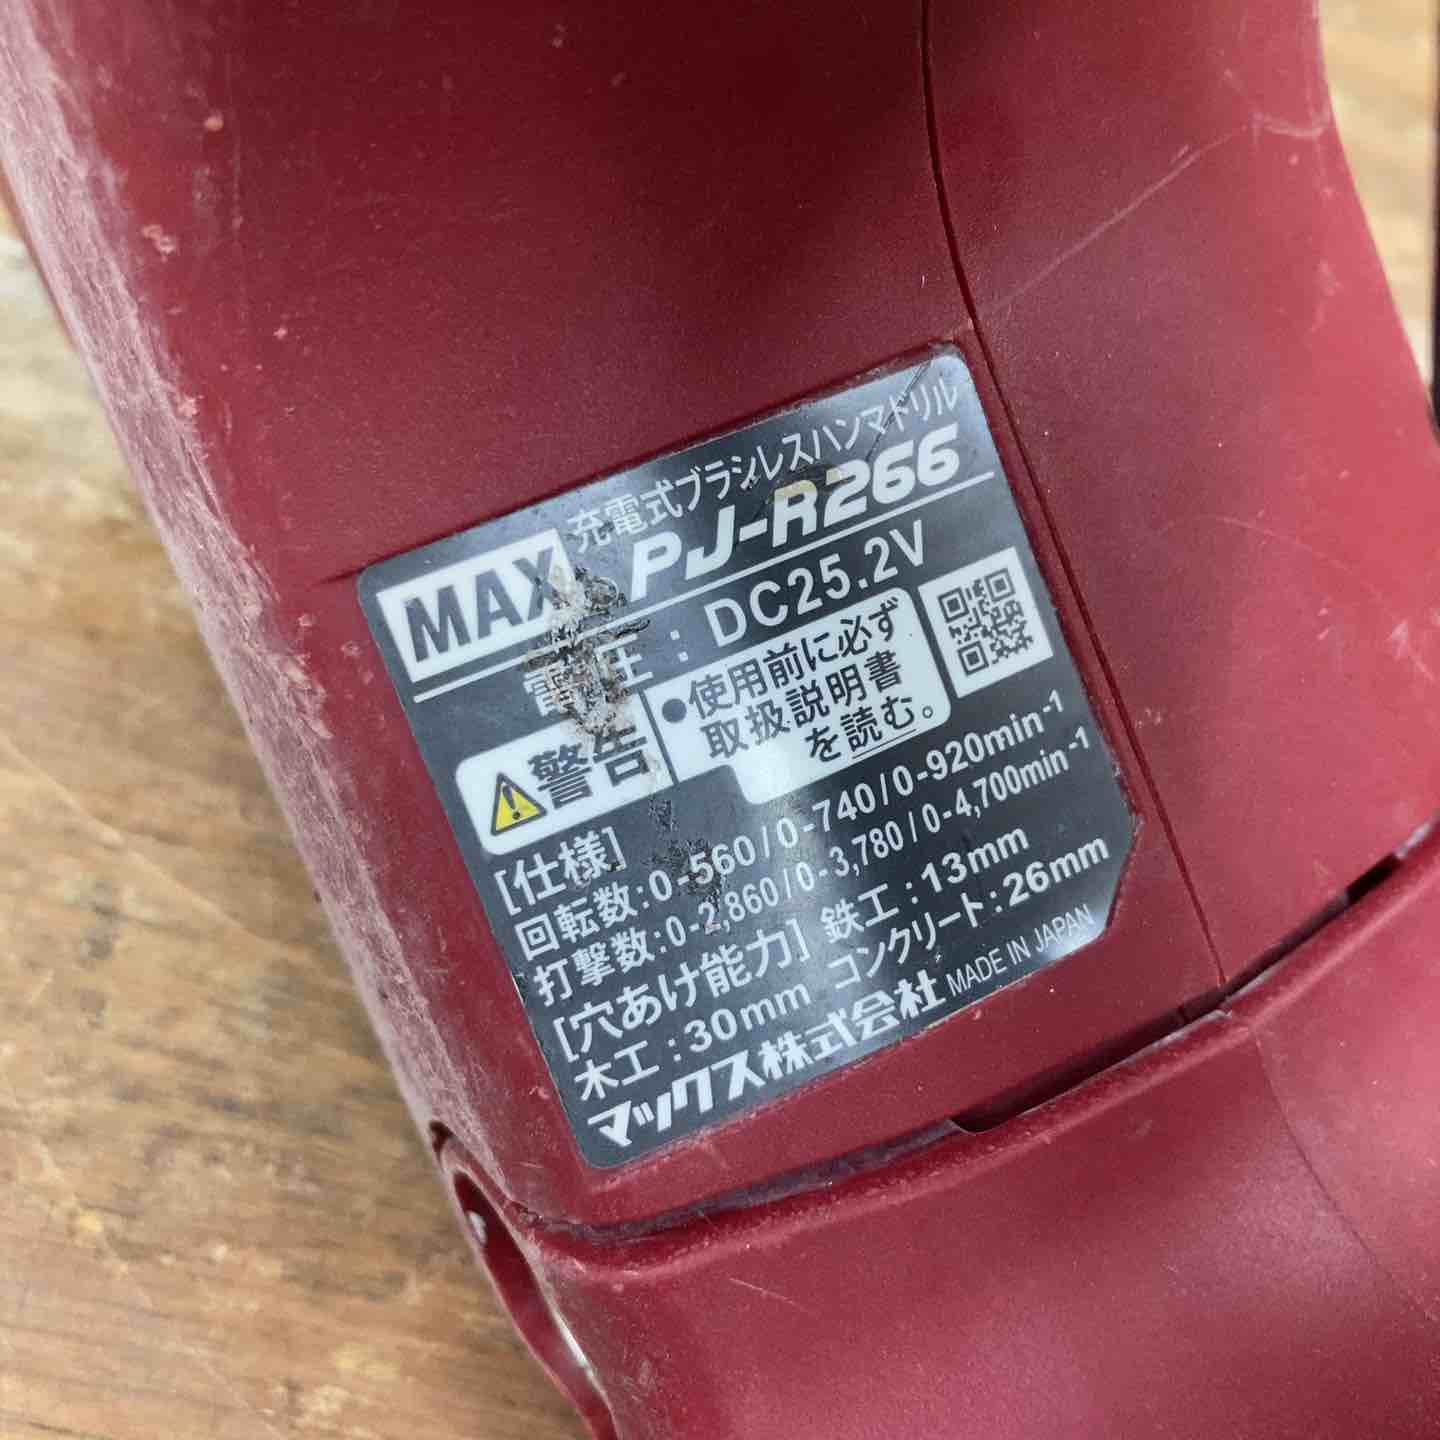 MAX
充電式ブラシレスハンマドリル
PJ-R266
電圧 : DC25.2V
警告
●使用前に必ず
取扱説明書
を読む。
[仕様]
回転数:0-560/0-740/0-920min-1
打撃数:0-2,860/0-3,780/0-4,700min-1
[穴あけ能力] 鉄工:13mm
木工:30mm コンクリート:26mm
マックス株式会社 MADE IN JAPAN